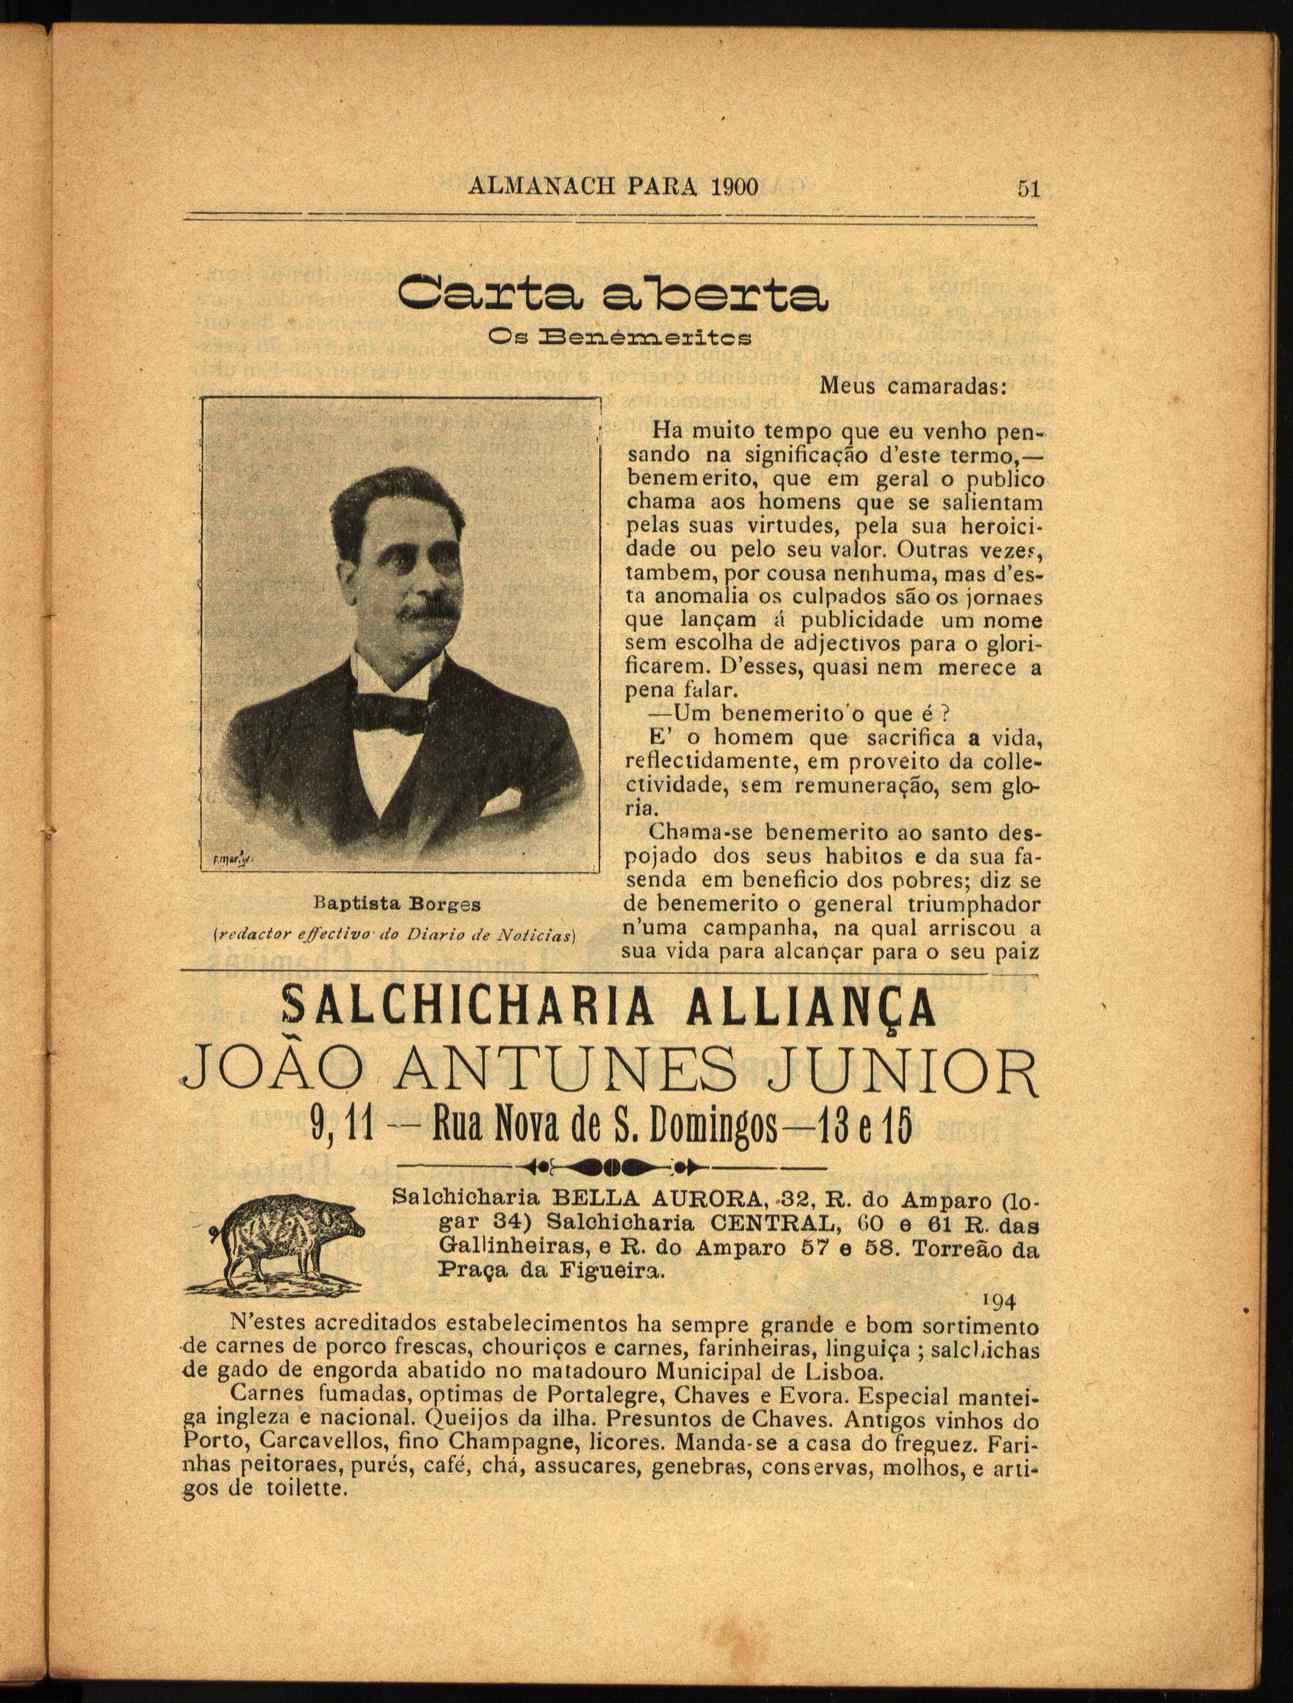 ALMANACH PARA 1900 51
Carta aberta
Os Benémeritos
Meus camaradas:
Ha muito tempo que eu venho pen-
sando na significação d'este termo,—
benemerito, que em geral o publico
chama aos homens que se salientam
pelas suas virtudes, pela sua heroici-
dade ou pelo seu valor. Outras vezes,
tambem, por cousa nenhuma, mas d'es-
ta anomalia os culpados são os jornaes
que lançam á publicidade um nome
sem escolha de adjectivos para o glori-
ficarem. D'esses, quasi nem merece a
pena falar.
—Um benemerito o que é?
E' o homem que sacrifica a vida,
reflectidamente, em proveito da colle-
ctividade, sem remuneração, sem glo-
ria.
Chama-se benemerito ao santo des-
pojado dos seus habitos e da sua fa-
senda em beneficio dos pobres; diz se
de benemerito o general triumphador
n'uma campanha, na qual arriscou a
sua vida para alcançar para o seu paiz
Baptista Borges
(redactor effectivo do Diario de Noticias)
SALCHICHARIA ALLIANÇA
JOÃO ANTUNES JUNIOR
9, 11 — Rua Nova de S. Domingos—13 e 15
Salchicharia BELLA AURORA, 32, R. do Amparo (lo-
gar 34) Salchicharia CENTRAL, 60 e 61 R. das
Gallinheiras, e R. do Amparo 57 e 58. Torreão da
Praça da Figueira.
194
N'estes acreditados estabelecimentos ha sempre grande e bom sortimento
de carnes de porco frescas, chouriços e carnes, farinheiras, linguiça; salchichas
de gado de engorda abatido no matadouro Municipal de Lisboa.
Carnes fumadas, optimas de Portalegre, Chaves e Evora. Especial mantei-
ga ingleza e nacional. Queijos da ilha. Presuntos de Chaves. Antigos vinhos do
Porto, Carcavellos, fino Champagne, licores. Manda-se a casa do freguez. Fari-
nhas peitoraes, purés, café, chá, assucares, genebras, conservas, molhos, e arti-
gos de toilette.